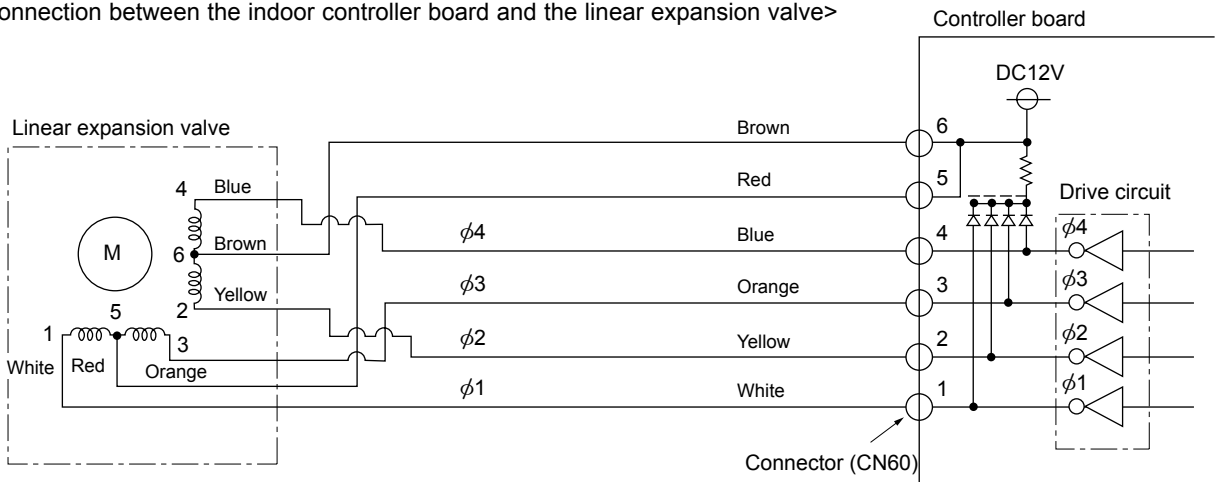 onnection between the indoor controller board and the linear expansion valve>
Controller board
DC12V
Linear expansion valve
Brown
6
4
Blue
Red
5
Drive circuit
M
6
Brown
ϕ4
Blue
4
ϕ4
Yellow
2
ϕ3
Orange
3
ϕ3
5
1
3
White
Red
Orange
ϕ2
Yellow
2
ϕ2
ϕ1
White
1
ϕ1
Connector (CN60)